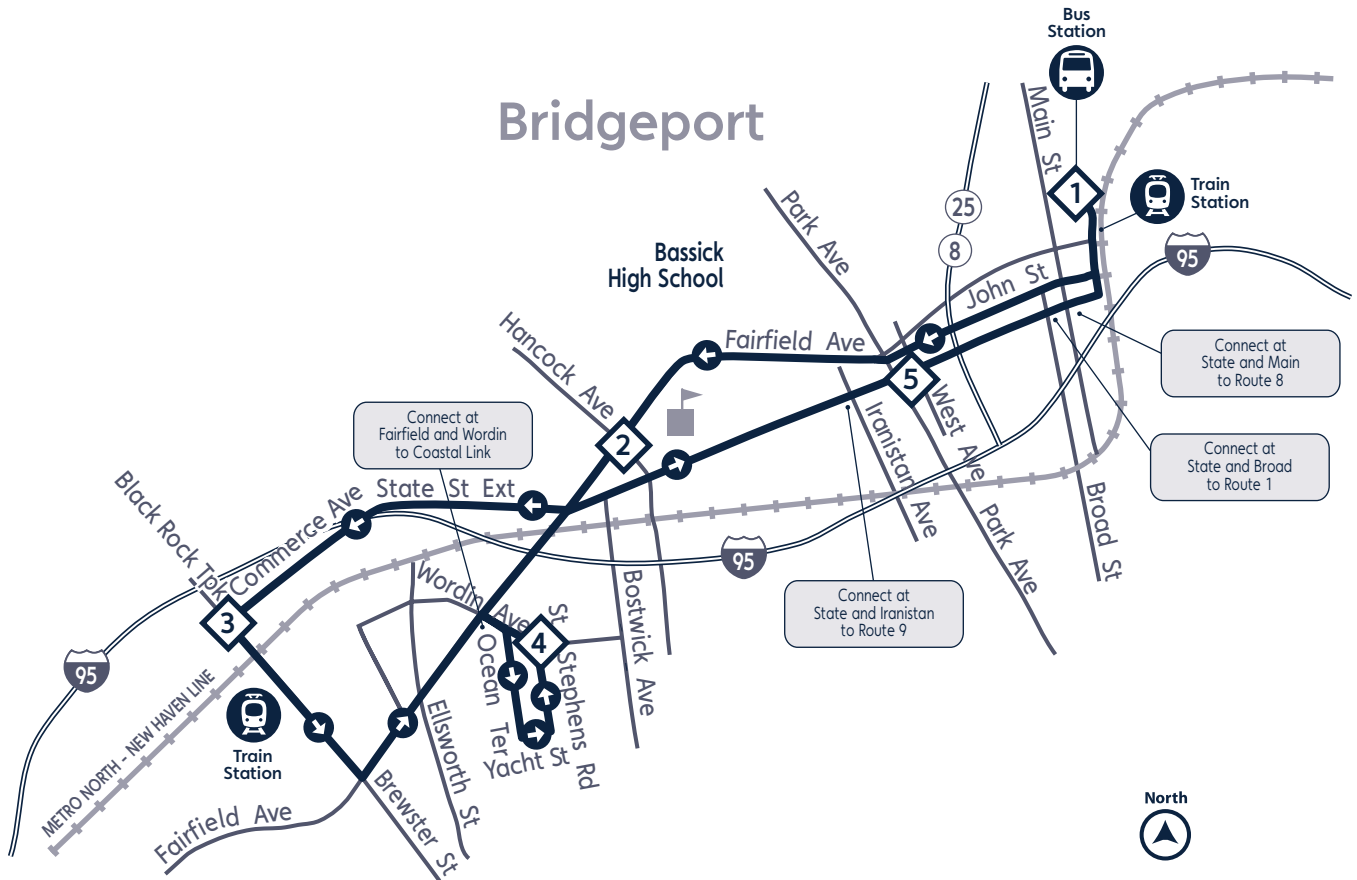 Bus
Station
Bridgeport
Main St
1
Train
Station
25
8
95
Park Ave
Bassick
High School
John St
Fairfield Ave
Hancock Ave
5
West Ave
Iranistan Ave
Connect at
State and Main
to Route 8
Connect at
Fairfield and Wordin
to Coastal Link
2
Connect at
State and Broad
to Route 1
State St Ext
Black Rock Tpk
Commerce Ave
Broad St
Park Ave
95
Wordin Ave
Bostwick Ave
Connect at
State and Iranistan
to Route 9
3
4
St Stephens Rd
Ocean Ter
95
METRO NORTH - NEW HAVEN LINE
Train
Station
Ellsworth St
Yacht St
Brewster St
Fairfield Ave
North